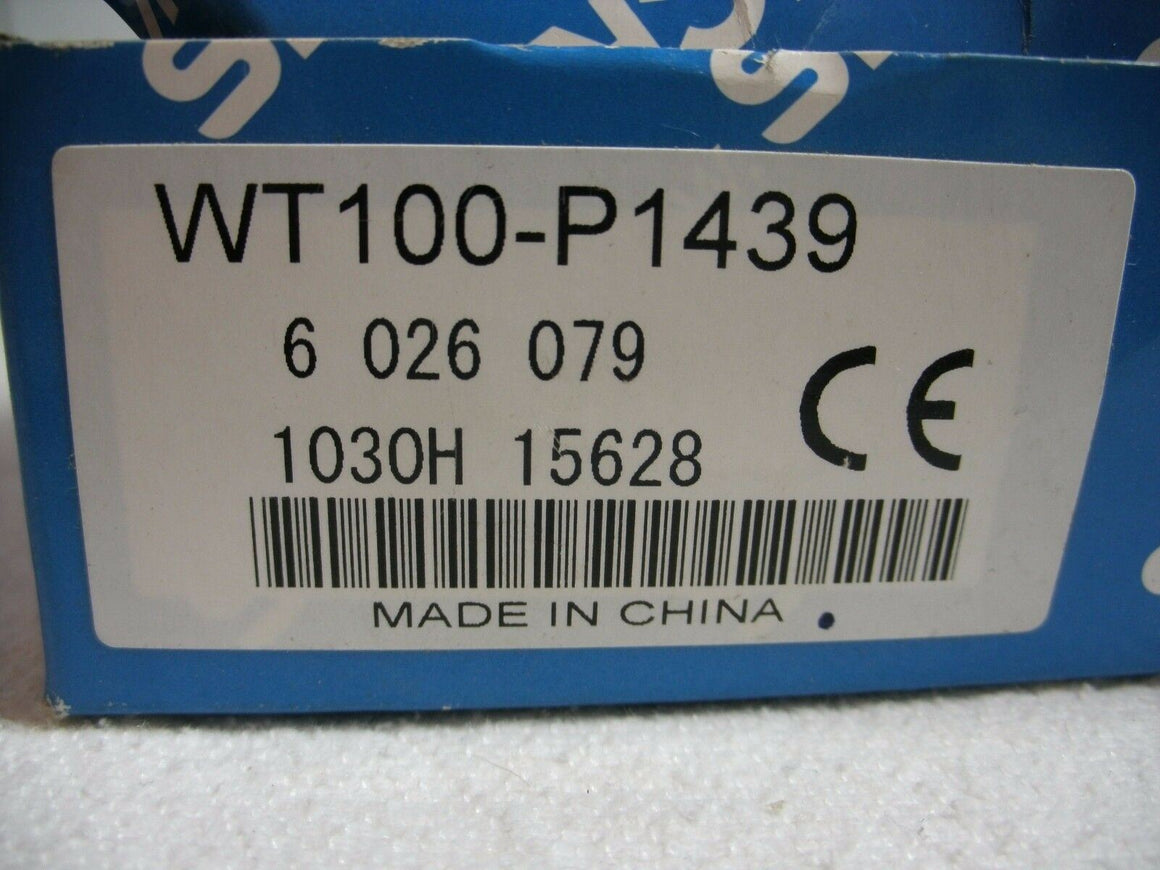 WT100-P1439
6 026 079
1030H 15628
CE
MADE IN CHINA